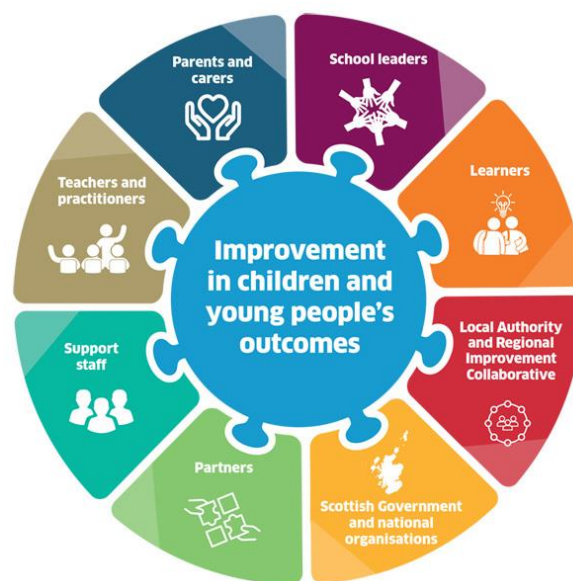 Parents and
carers
School leaders
Learners
Local Authority
and Regional
Improvement
Collaborative
Scottish Government
and national
organisations
Partners
Support
staff
Teachers and
practitioners
Improvement
in children and
young people's
outcomes